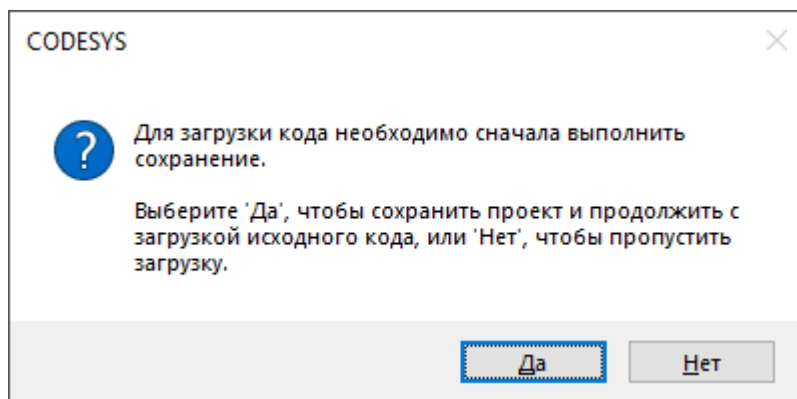 CODESYS
Для загрузки кода необходимо сначала выполнить
сохранение.
Выберите 'Да', чтобы сохранить проект и продолжить с
загрузкой исходного кода, или 'Нет', чтобы пропустить
загрузку.
Да
Нет